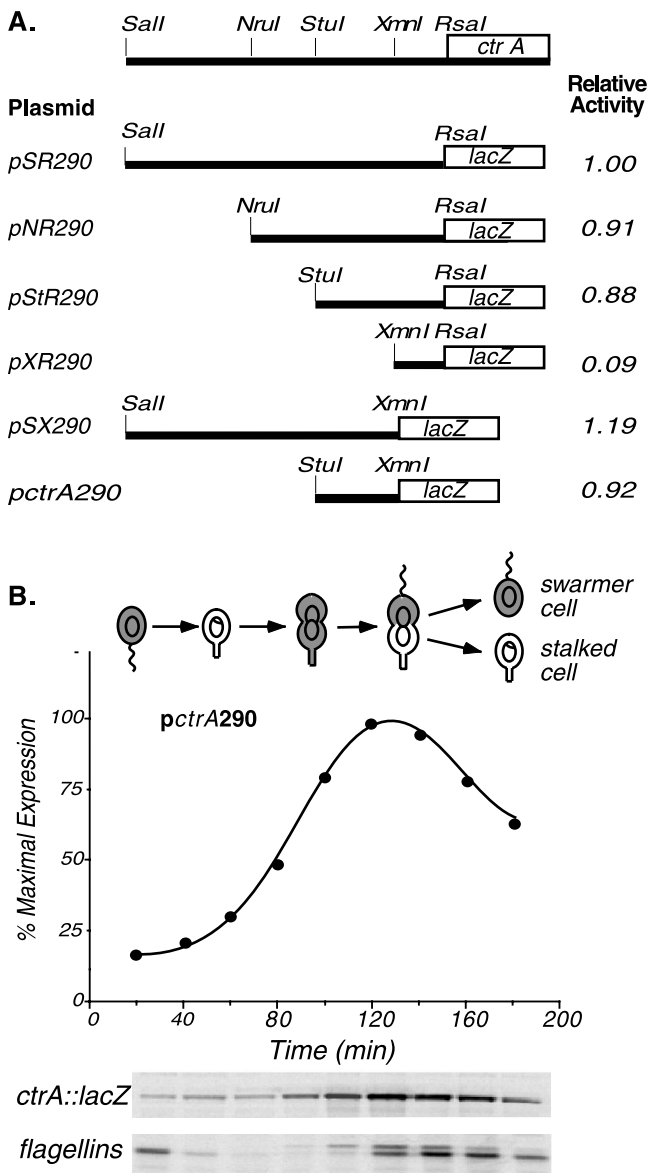 A.
SalI NruI StuI XmnI RsaI
ctr A
Plasmid
Relative Activity
SalI RsaI
pSR290 lacZ 1.00
NruI RsaI
pNR290 lacZ 0.91
StuI RsaI
pStR290 lacZ 0.88
XmnI RsaI
pXR290 lacZ 0.09
SalI XmnI
pSX290 lacZ 1.19
StuI XmnI
pctrA290 lacZ 0.92
B.
swarmer cell
stalked cell
pctrA290
% Maximal Expression
100
75
50
25
0
0 40 80 120 160 200
Time (min)
ctrA::lacZ
flagellins